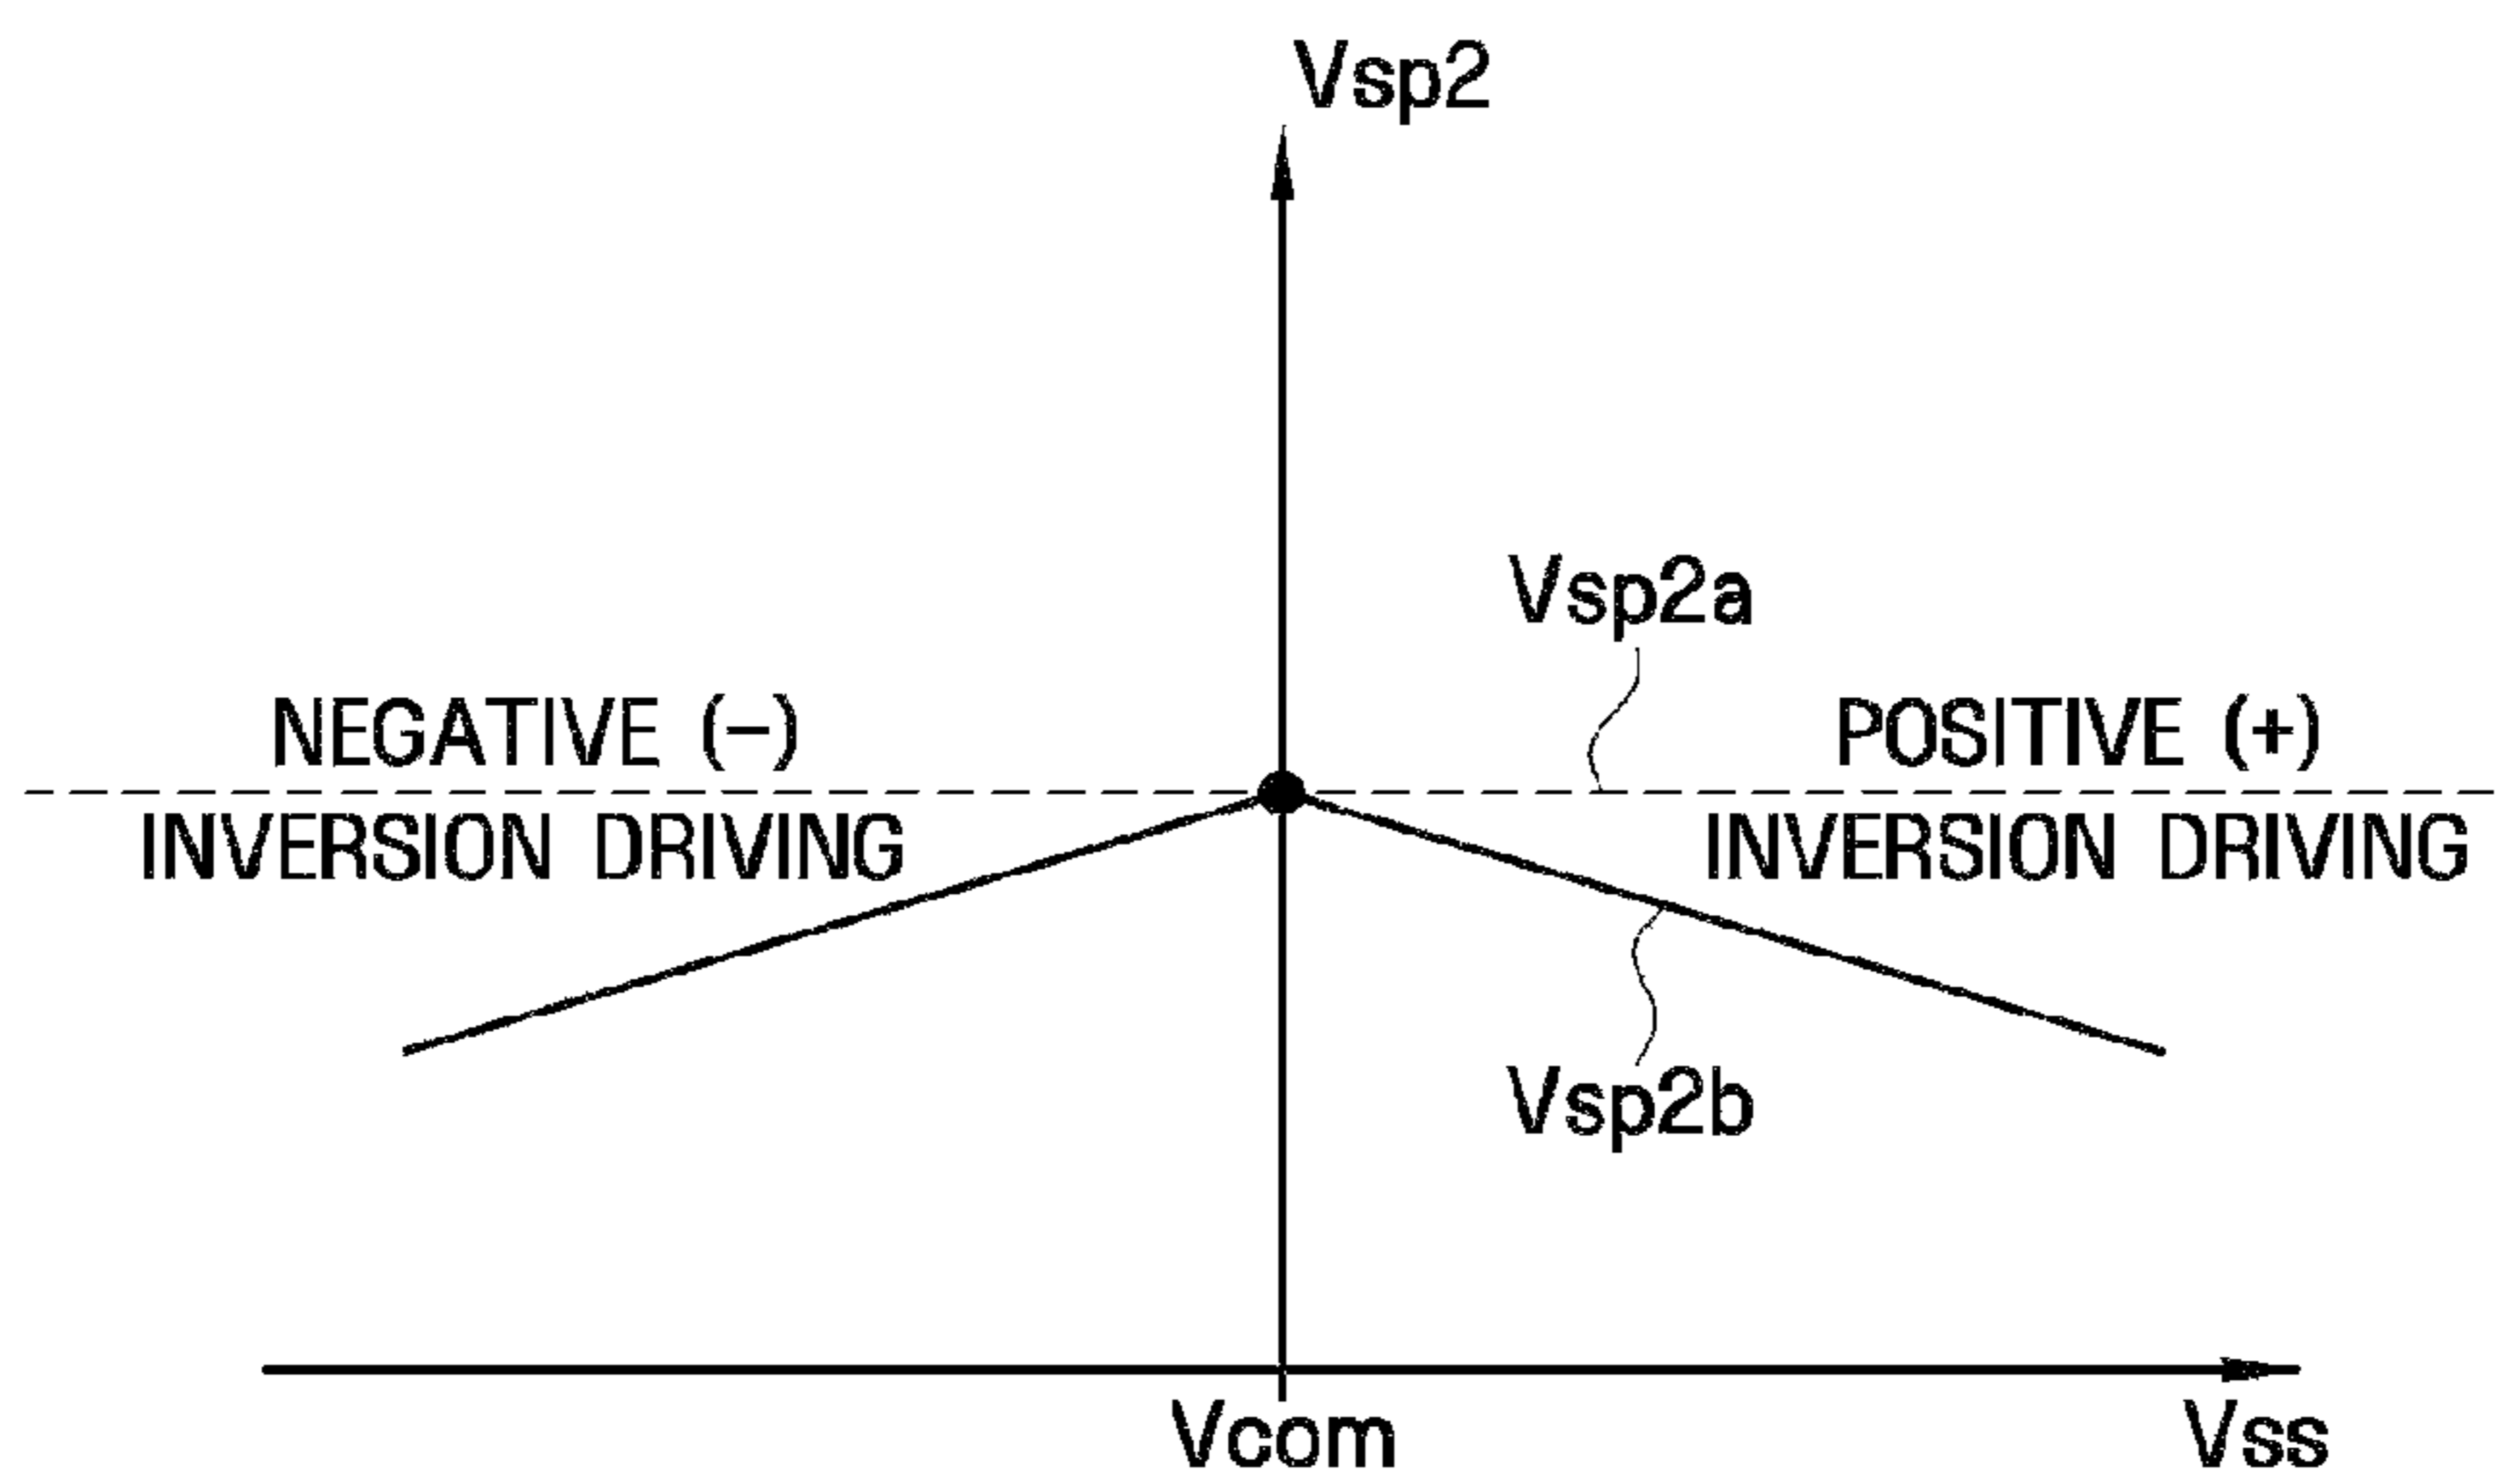 Vsp2
Vsp2a
NEGATIVE (-)
INVERSION DRIVING
POSITIVE (+)
INVERSION DRIVING
Vsp2b
Vcom
Vss